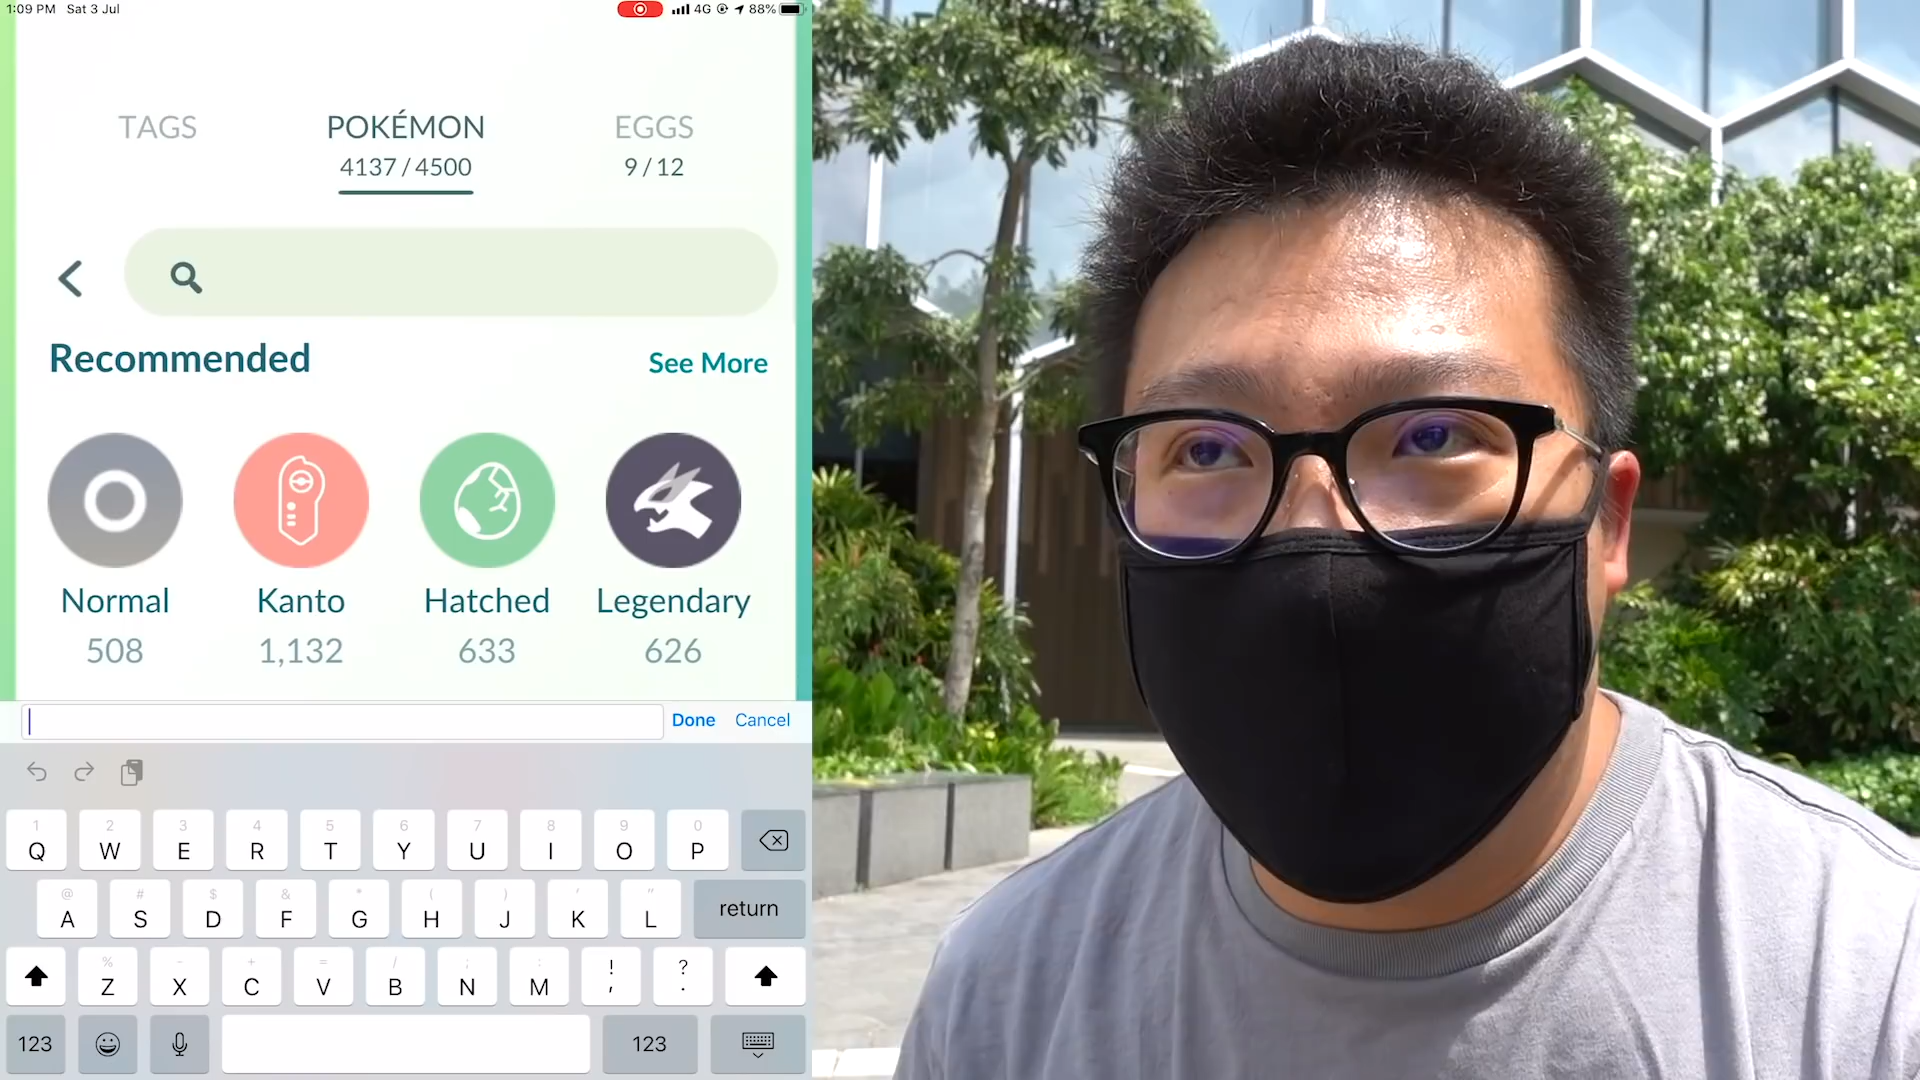 1:09 PM Sat 3 Jul 4G 88%
TAGS POKÉMON EGGS
4137 / 4500 9 / 12
Recommended See More
Normal Kanto Hatched Legendary
508 1,132 633 626
Done Cancel
1 2 3 4 5 6 7 8 9 0
Q W E R T Y U I O P
@ # $ & * ( ) ' "
A S D F G H J K L return
% - + = / ; : ! ?
Z X C V B N M , .
123 123